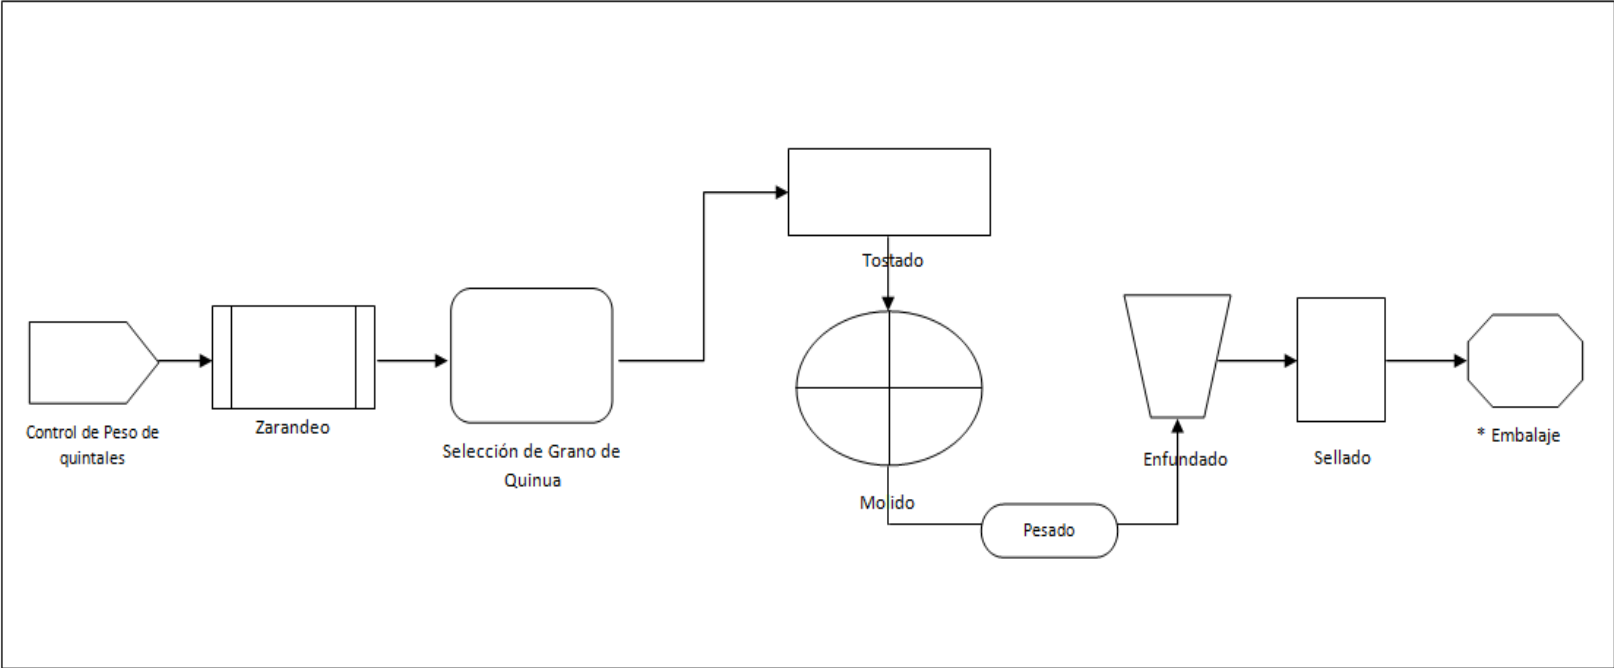 Control de Peso de
quintales
Zarandeo
Selección de Grano de
Quinua
Tostado
Molido
Pesado
Enfundado
Sellado
* Embalaje